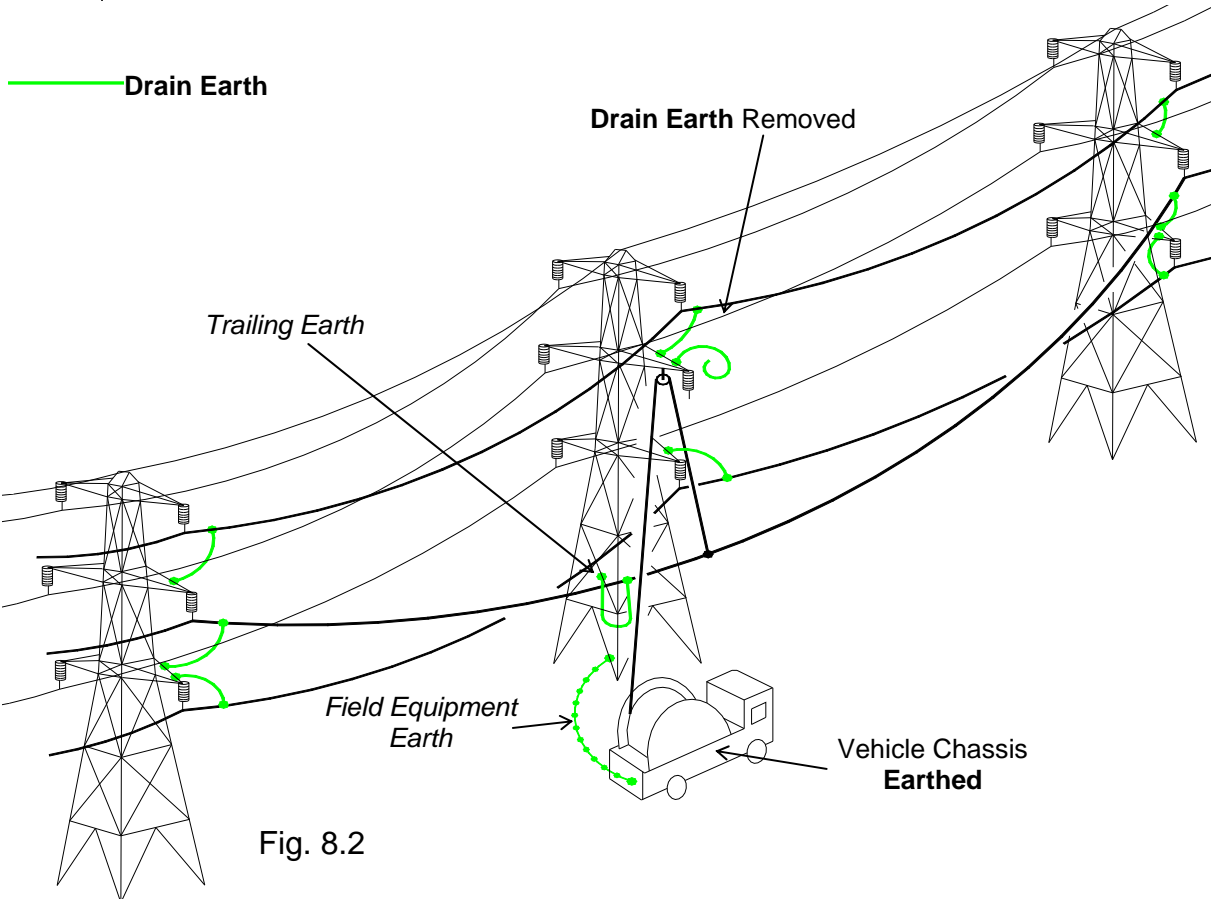 Drain Earth
Drain Earth Removed
Trailing Earth
Field Equipment
Earth
Vehicle Chassis
Earthed
Fig. 8.2